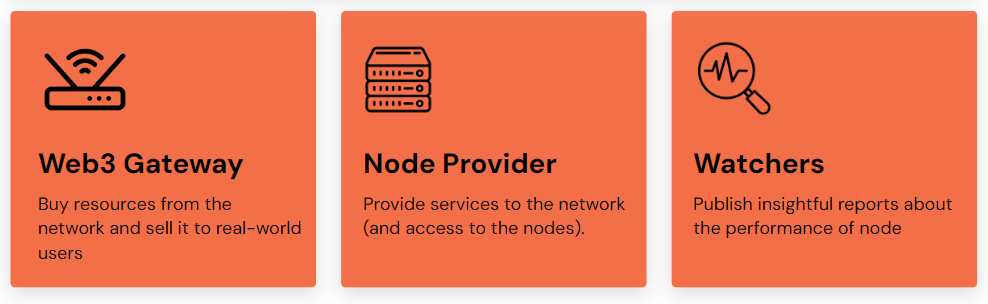 Web3 Gateway
Buy resources from the
network and sell it to real-world
users
Node Provider
Provide services to the network
(and access to the nodes).
Watchers
Publish insightful reports about
the performance of node